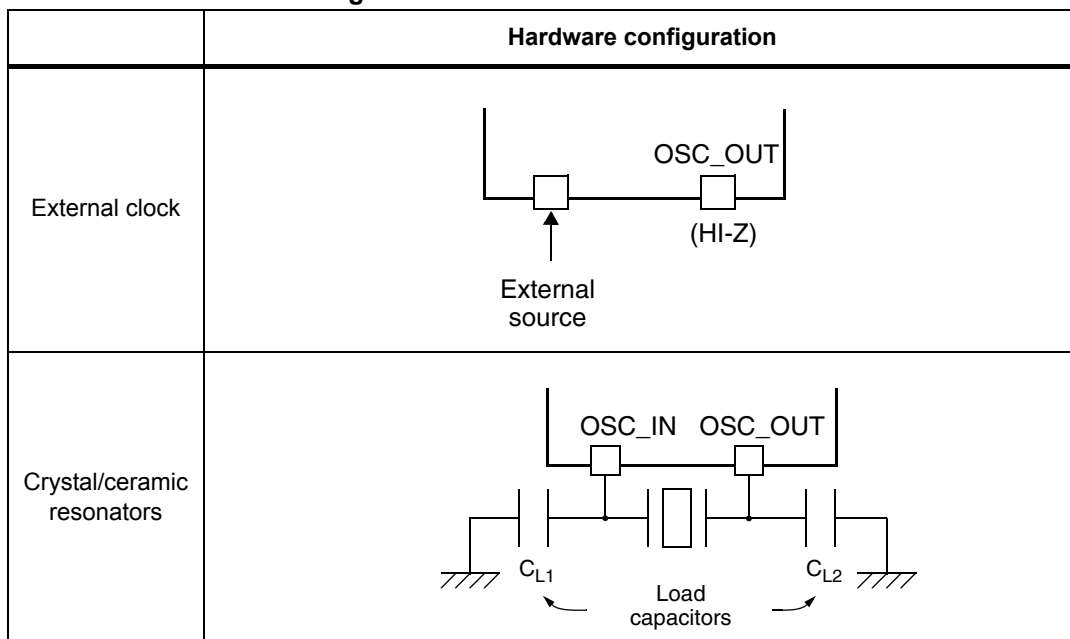 Hardware configuration
External clock
OSC_OUT
(HI-Z)
External
source
Crystal/ceramic
resonators
OSC_IN OSC_OUT
CL1
CL2
Load
capacitors